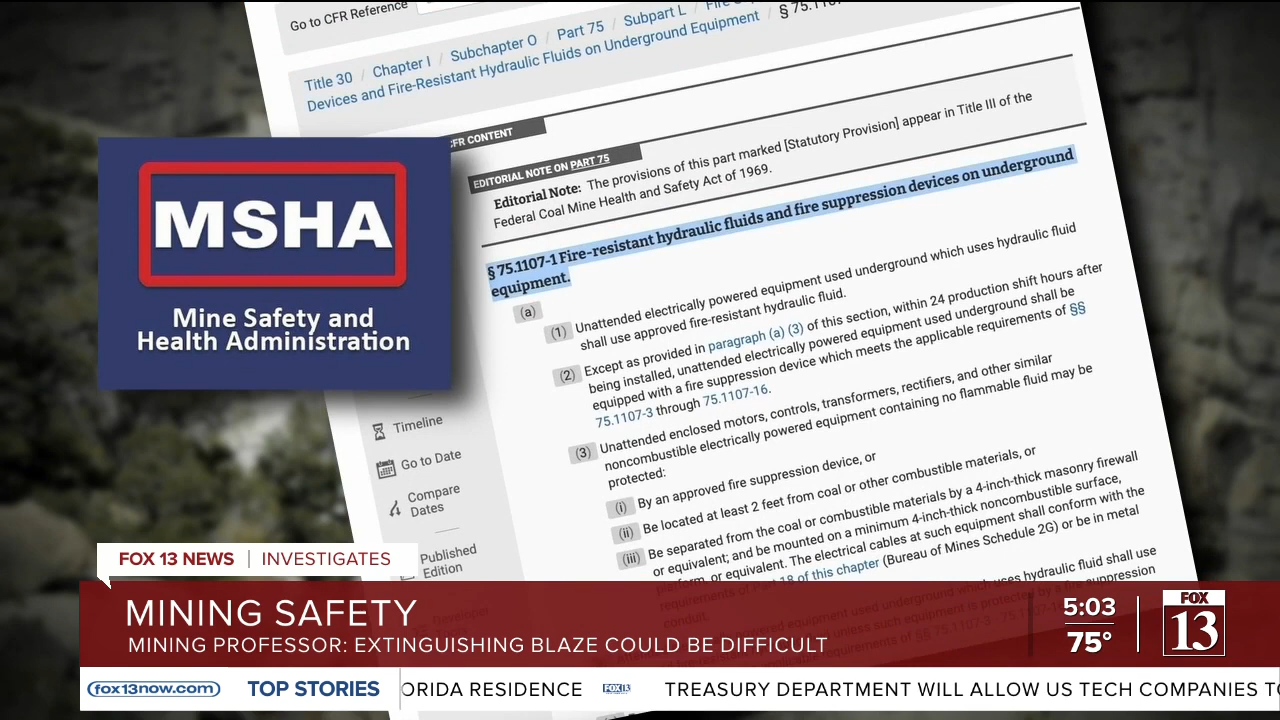 Go to CFR Reference
Title 30 / Chapter I / Subchapter O / Part 75 / Subpart L /
Devices and Fire-Resistant Hydraulic Fluids on Underground Equipment /
CFR CONTENT
EDITORIAL NOTE ON PART 75
Editorial Note: The provisions of this part marked [Statutory Provision] appear in Title III of the
Federal Coal Mine Health and Safety Act of 1969.
§ 75.1107-1 Fire-resistant hydraulic fluids and fire suppression devices on underground
equipment.
(a)
(1) Unattended electrically powered equipment used underground which uses hydraulic fluid
shall use approved fire-resistant hydraulic fluid.
(2) Except as provided in paragraph (a) (3) of this section, within 24 production shift hours after
being installed, unattended electrically powered equipment used underground shall be
equipped with a fire suppression device which meets the applicable requirements of §§
75.1107-3 through 75.1107-16.
(3) Unattended enclosed motors, controls, transformers, rectifiers, and other similar
noncombustible electrically powered equipment containing no flammable fluid may be
protected:
(i) By an approved fire suppression device, or
(ii) Be located at least 2 feet from coal or other combustible materials, or
(iii) Be separated from the coal or combustible materials by a 4-inch-thick masonry firewall
or equivalent; and be mounted on a minimum 4-inch-thick noncombustible surface,
platform, or equivalent. The electrical cables at such equipment shall conform with the
requirements of Part 18 of this chapter (Bureau of Mines Schedule 2G) or be in metal
conduit.
uses hydraulic fluid shall use
suppression
MSHA
Mine Safety and
Health Administration
Timeline
Go to Date
Compare
Dates
Published
Edition
FOX 13 NEWS | INVESTIGATES
MINING SAFETY
MINING PROFESSOR: EXTINGUISHING BLAZE COULD BE DIFFICULT
5:03
75°
FOX
13
fox13now.com TOP STORIES ORIDA RESIDENCE FOX 13 TREASURY DEPARTMENT WILL ALLOW US TECH COMPANIES TO